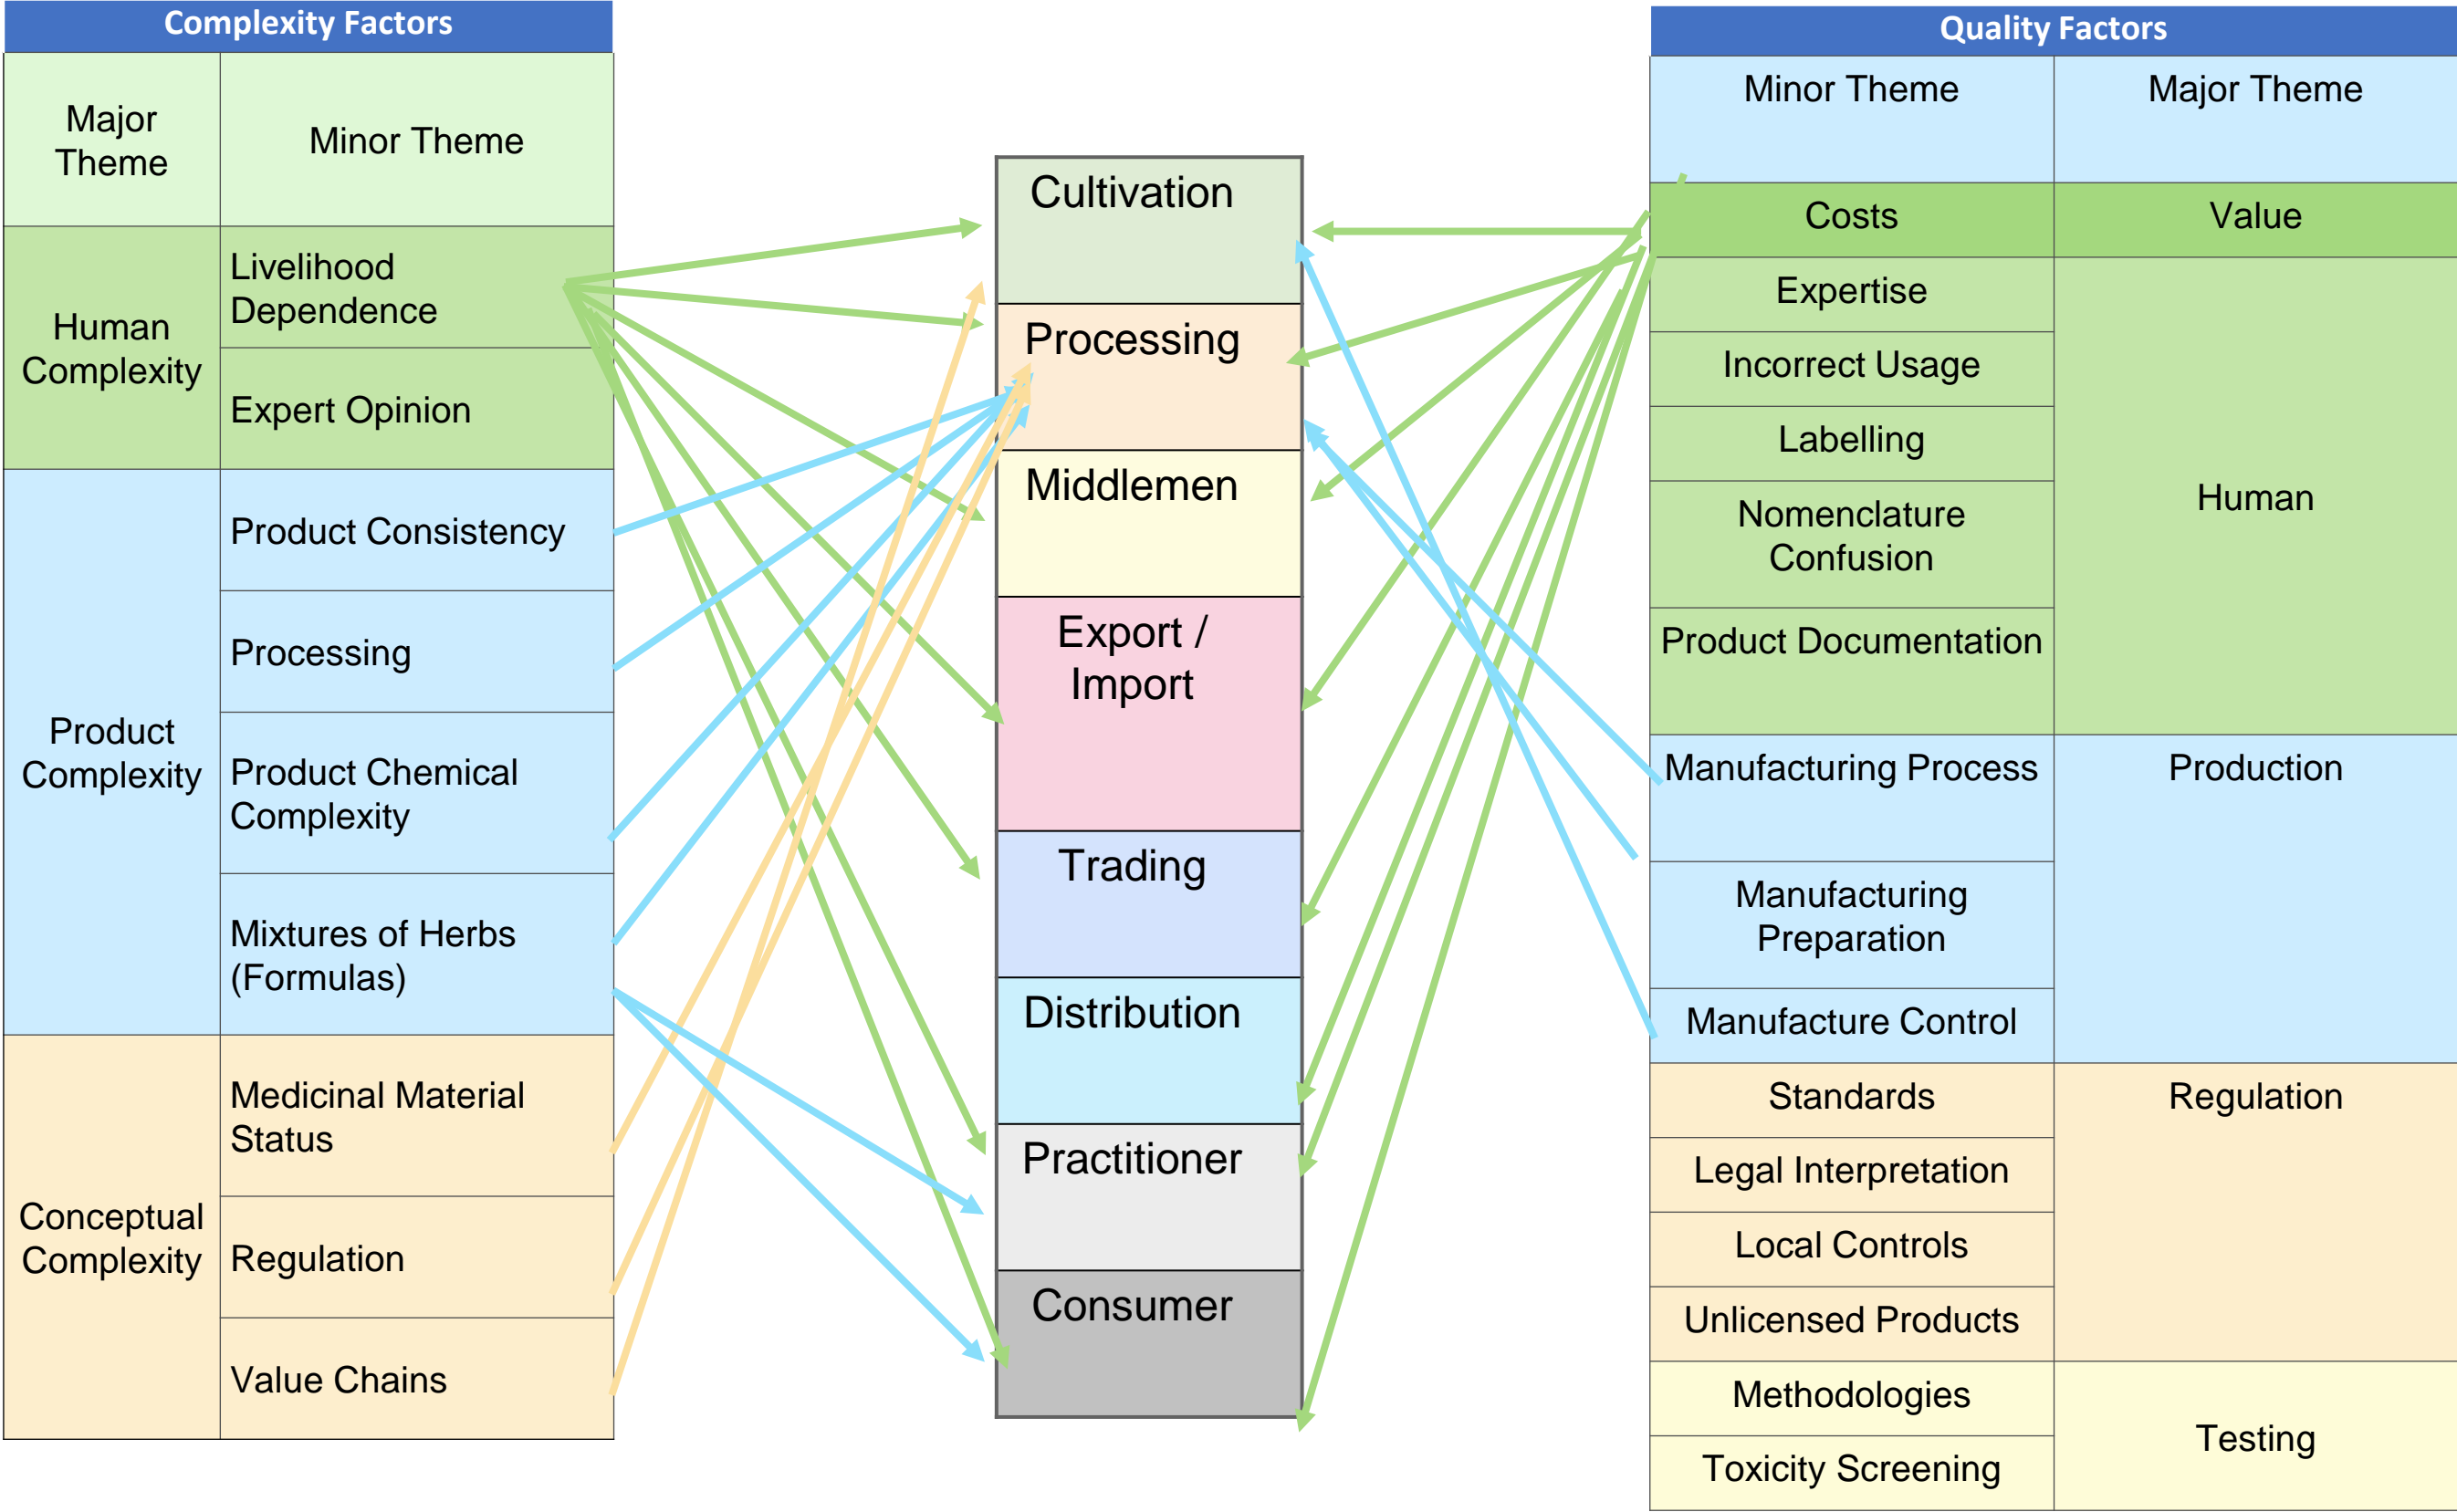 Complexity Factors
Major
Theme
Minor Theme
Human
Complexity
Livelihood
Dependence
Expert Opinion
Product
Complexity
Product Consistency
Processing
Product Chemical
Complexity
Mixtures of Herbs
(Formulas)
Conceptual
Complexity
Medicinal Material
Status
Regulation
Value Chains
Cultivation
Processing
Middlemen
Export /
Import
Trading
Distribution
Practitioner
Consumer
Quality Factors
Minor Theme
Major Theme
Costs
Value
Expertise
Incorrect Usage
Labelling
Nomenclature
Confusion
Product Documentation
Human
Manufacturing Process
Production
Manufacturing
Preparation
Manufacture Control
Standards
Regulation
Legal Interpretation
Local Controls
Unlicensed Products
Methodologies
Testing
Toxicity Screening